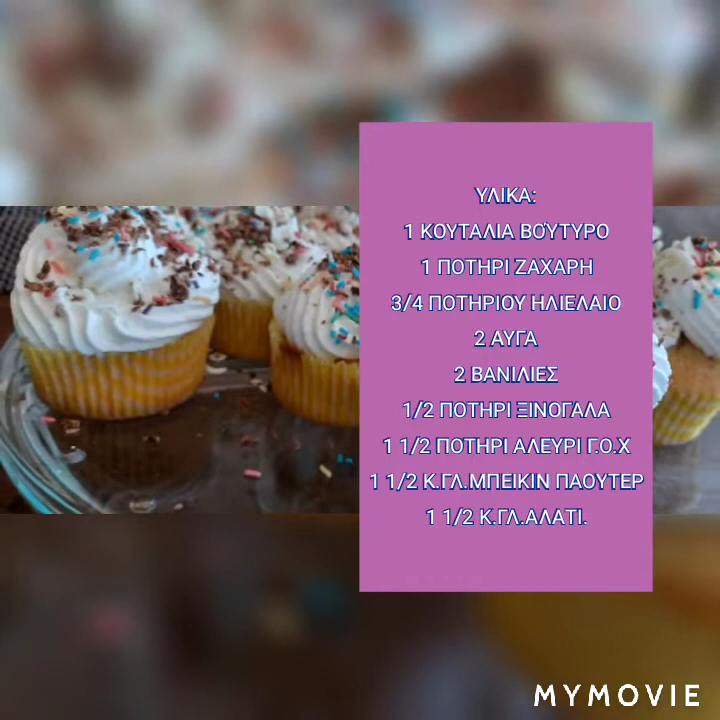 ΥΛΙΚΑ:
1 ΚΟΥΤΑΛΙΑ ΒΟΎΤΥΡΟ
1 ΠΟΤΗΡΙ ΖΑΧΑΡΗ
3/4 ΠΟΤΗΡΙΟΥ ΗΛΙΕΛΑΙΟ
2 ΑΥΓΑ
2 ΒΑΝΙΛΙΕΣ
1/2 ΠΟΤΗΡΙ ΞΙΝΟΓΑΛΑ
1 1/2 ΠΟΤΗΡΙ ΑΛΕΥΡΙ Γ.Ο.Χ
1 1/2 Κ.ΓΛ.ΜΠΕΙΚΙΝ ΠΑΟΥΤΕΡ
1 1/2 Κ.ΓΛ.ΑΛΑΤΙ.
MYMOVIE